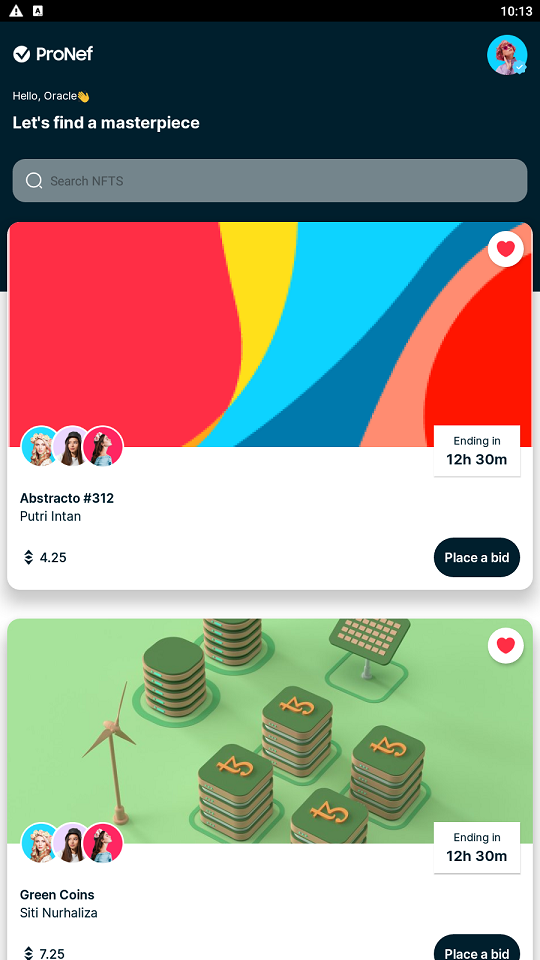 10:13
ProNef
Hello, Oracle👋
Let's find a masterpiece
Search NFTS
Ending in
12h 30m
Abstracto #312
Putri Intan
4.25
Place a bid
Ending in
12h 30m
Green Coins
Siti Nurhaliza
7.25
Place a bid